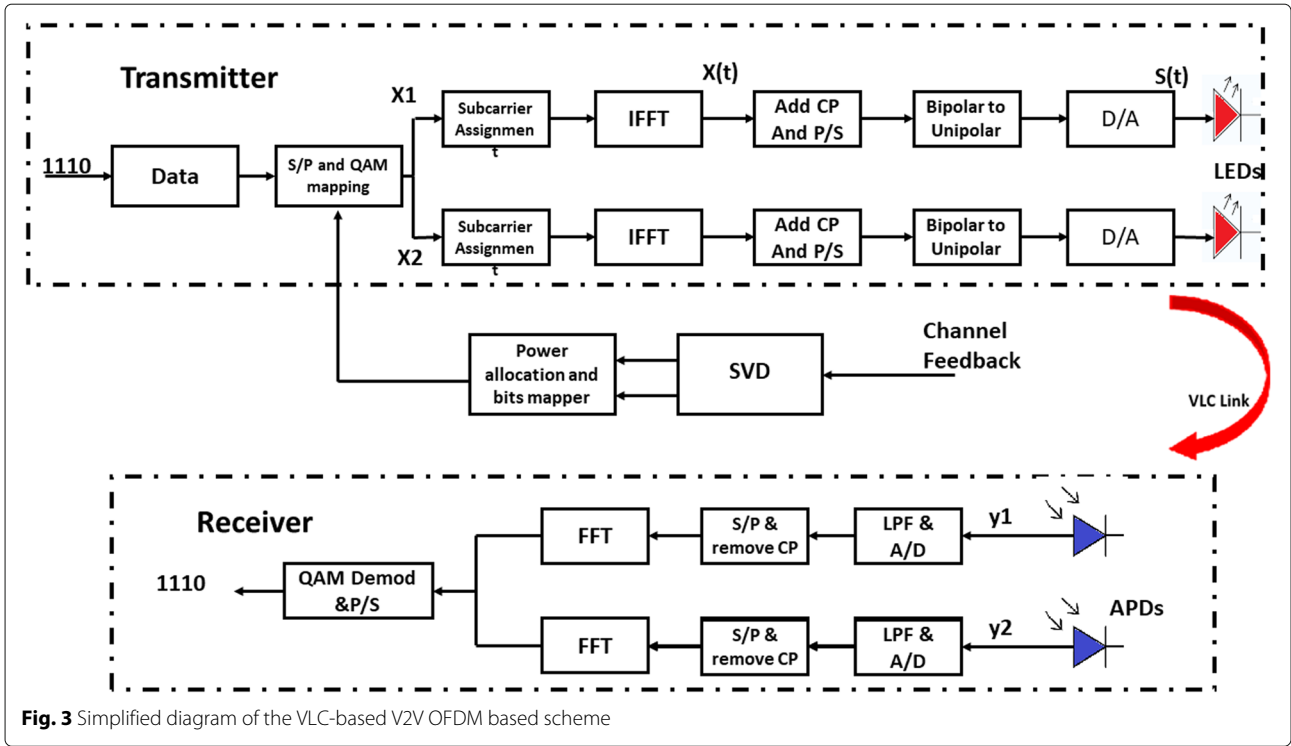 Transmitter
1110
Data
S/P and QAM
mapping
X1
Subcarrier
Assignmen
t
IFFT
X(t)
Add CP
And P/S
Bipolar to
Unipolar
D/A
S(t)
LEDs
X2
Subcarrier
Assignmen
t
IFFT
Add CP
And P/S
Bipolar to
Unipolar
D/A
Power
allocation and
bits mapper
SVD
Channel
Feedback
VLC Link
Receiver
1110
QAM Demod
&P/S
FFT
S/P &
remove CP
LPF &
A/D
y1
FFT
S/P &
remove CP
LPF &
A/D
y2
APDs
Fig. 3 Simplified diagram of the VLC-based V2V OFDM based scheme